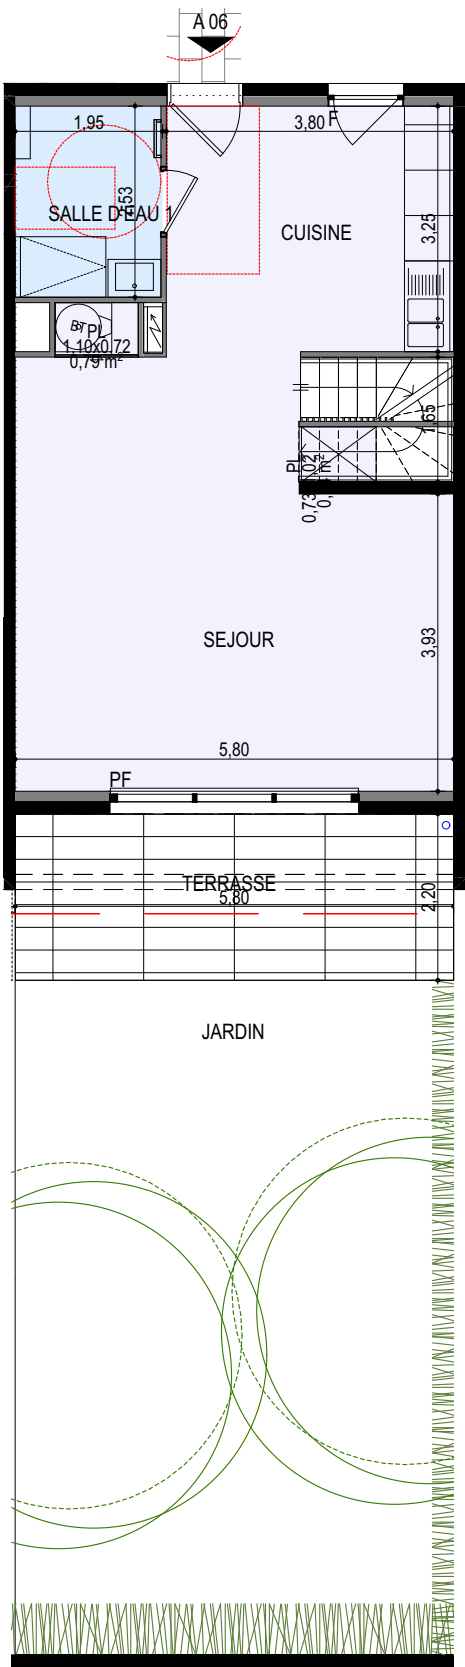 A 06
1,95
3,80
F
2,53
SALLE D'EAU 1
CUISINE
3,25
BT
PL
1,10x0,72
0,79 m²
1,65
PL
3,93
SEJOUR
5,80
PF
TERRASSE
5,80
2,20
JARDIN